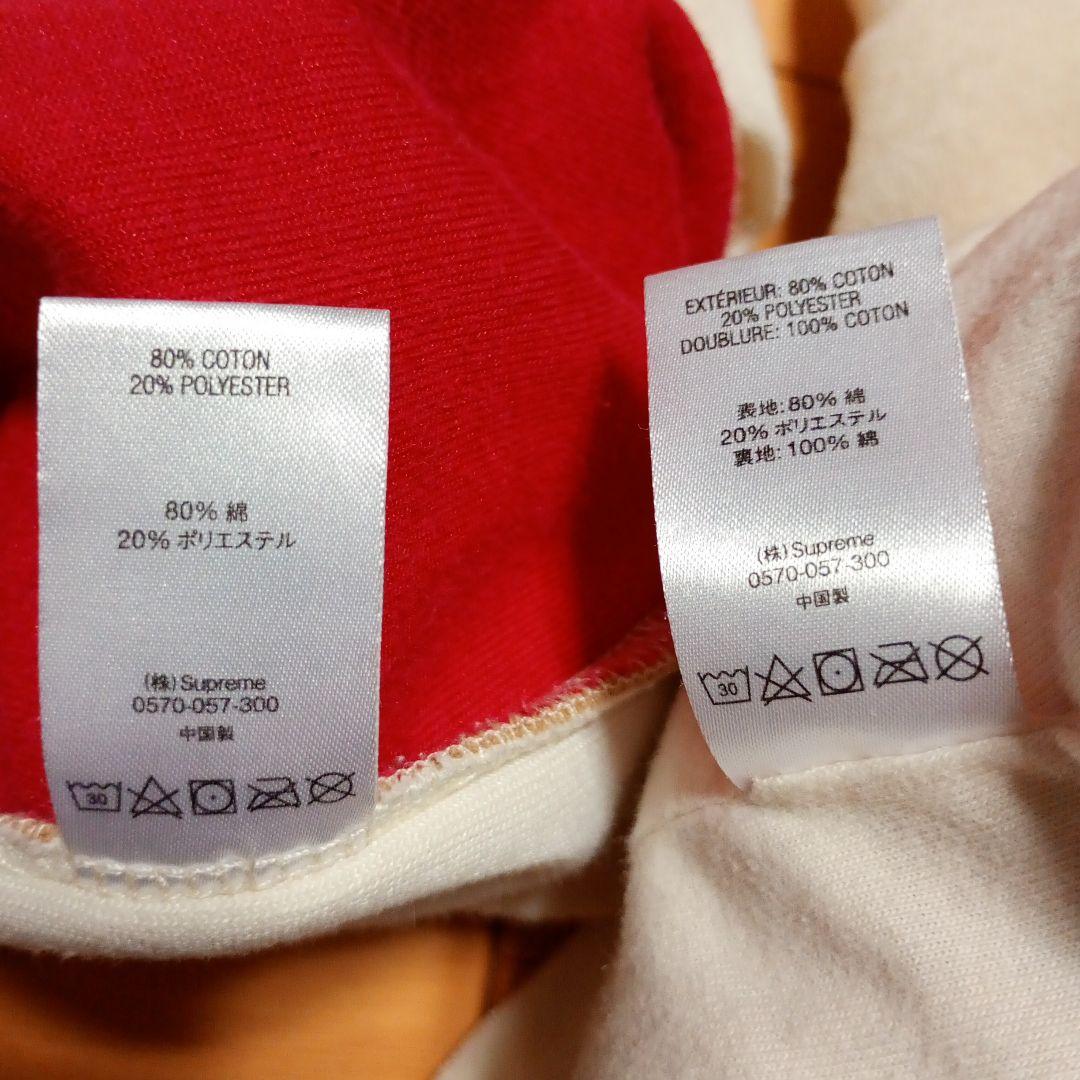 80% COTON
20% POLYESTER
80% 綿
20% ポリエステル
(株) Supreme
0570-057-300
中国製
30
EXTÉRIEUR: 80% COTON
20% POLYESTER
DOUBLURE: 100% COTON
表地: 80% 綿
20% ポリエステル
裏地: 100% 綿
(株) Supreme
0570-057-300
中国製
30